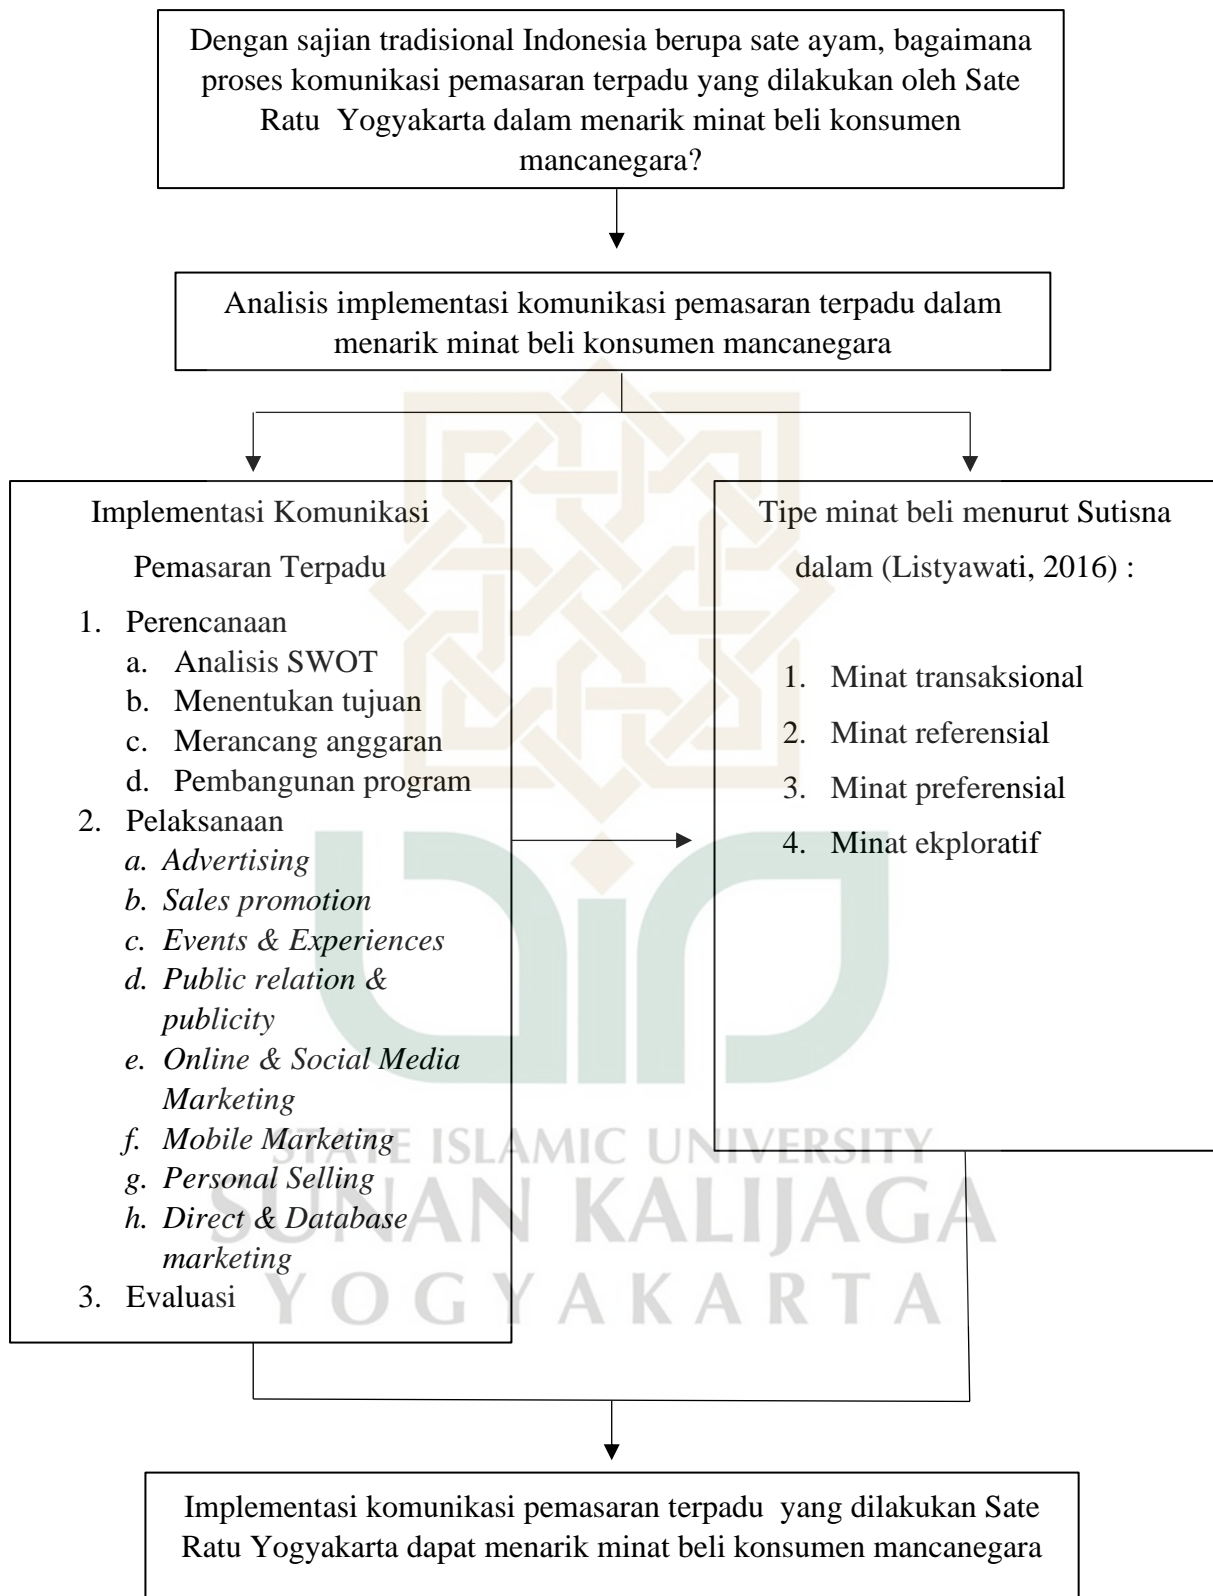 Dengan sajian tradisional Indonesia berupa sate ayam, bagaimana
proses komunikasi pemasaran terpadu yang dilakukan oleh Sate
Ratu Yogyakarta dalam menarik minat beli konsumen
mancanegara?
Analisis implementasi komunikasi pemasaran terpadu dalam
menarik minat beli konsumen mancanegara
Implementasi Komunikasi
Pemasaran Terpadu
1. Perencanaan
a. Analisis SWOT
b. Menentukan tujuan
c. Merancang anggaran
d. Pembangunan program
2. Pelaksanaan
a. Advertising
b. Sales promotion
c. Events & Experiences
d. Public relation &
publicity
e. Online & Social Media
Marketing
f. Mobile Marketing
g. Personal Selling
h. Direct & Database
marketing
3. Evaluasi
Tipe minat beli menurut Sutisna
dalam (Listyawati, 2016) :
1. Minat transaksional
2. Minat referensial
3. Minat preferensial
4. Minat ekploratif
STATE ISLAMIC UNIVERSITY
SUNAN KALIJAGA
YOGYAKARTA
Implementasi komunikasi pemasaran terpadu yang dilakukan Sate
Ratu Yogyakarta dapat menarik minat beli konsumen mancanegara